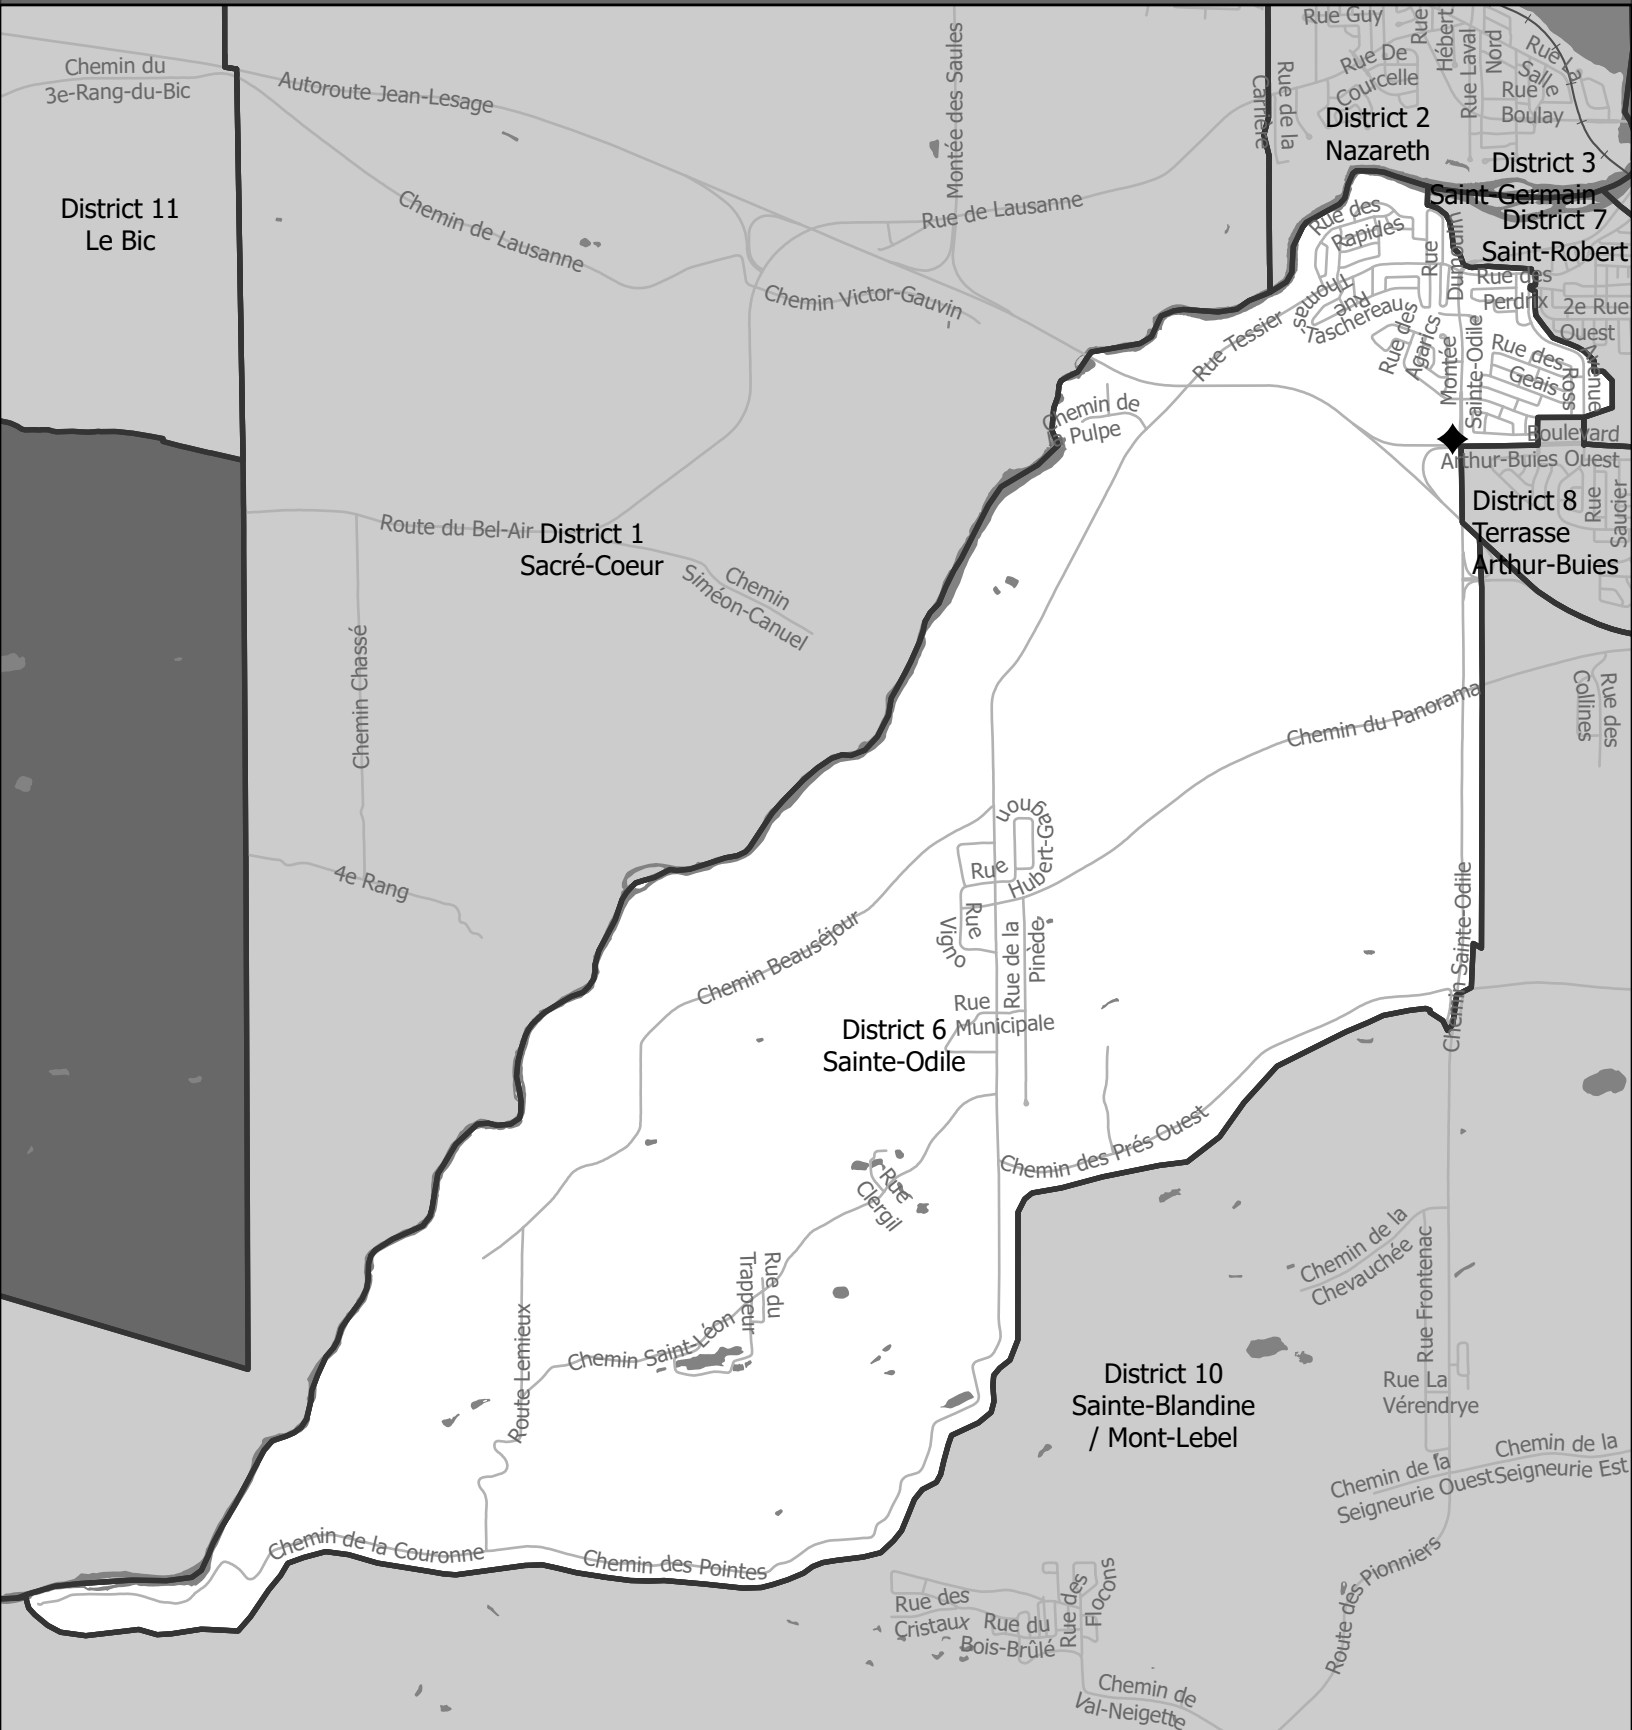 Rue Guy
Rue
Hébert
Rue Laval
Nord
Rue La
Salle
Rue De
Courcelle
Rue
Boulay
Chemin du
3e-Rang-du-Bic
Autoroute Jean-Lesage
Montée des Saules
Rue de la
Carrière
District 2
Nazareth
District 3
Saint-Germain
District 7
Saint-Robert
District 11
Le Bic
Chemin de Lausanne
Rue de Lausanne
Rue des
Rapides
Rue
Dumoulin
Rue des
Perdrix
2e Rue
Ouest
Chemin Victor-Gauvin
Rue Tessier
Rue
Thomas-
Taschereau
Rue des
Agarics
Montée
Sainte-Odile
Rue des
Geais
Ross
Avenue
Chemin de
la Pulpe
Boulevard
Arthur-Buies Ouest
Route du Bel-Air
District 1
Sacré-Coeur
District 8
Terrasse
Arthur-Buies
Rue
Saucier
Chemin
Siméon-Canuel
Chemin Chassé
Rue des
Collines
Chemin du Panorama
4e Rang
Rue
Hubert-Gagnon
Rue
Vigno
Rue de la
Pinède
Chemin Beauséjour
Chemin Sainte-Odile
Rue
Municipale
District 6
Sainte-Odile
Chemin des Prés Ouest
Rue
Clergil
Rue du
Trappeur
Chemin de la
Chevauchée
Rue Frontenac
Route Lemieux
Chemin Saint-Léon
District 10
Sainte-Blandine
/ Mont-Lebel
Rue La
Vérendrye
Chemin de la
Seigneurie Ouest
Chemin de la
Seigneurie Est
Chemin de la Couronne
Chemin des Pointes
Rue des
Cristaux
Rue du
Bois-Brûlé
Rue des
Flocons
Route des Pionniers
Chemin de
Val-Neigette